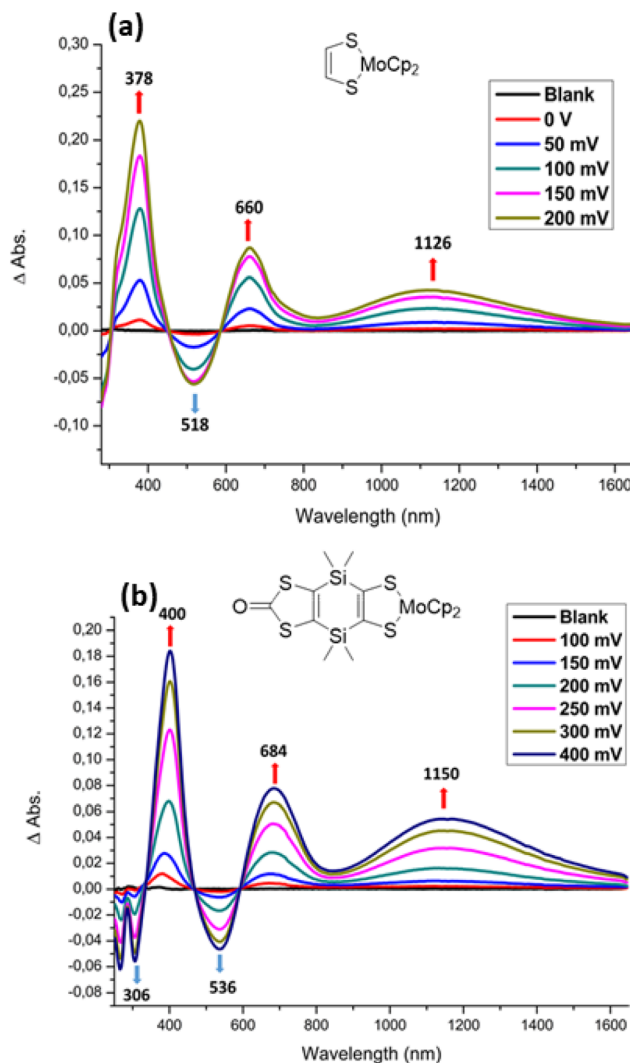 (a)
S
MoCp2
S
0,30
0,25
0,20
0,15
0,10
0,05
0,00
-0,05
-0,10
Δ Abs.
378
660
1126
518
Blank
0 V
50 mV
100 mV
150 mV
200 mV
400 600 800 1000 1200 1400 1600
Wavelength (nm)
(b)
Si
S S
O MoCp2
S S
Si
0,20
0,18
0,16
0,14
0,12
0,10
0,08
0,06
0,04
0,02
0,00
-0,02
-0,04
-0,06
-0,08
Δ Abs.
400
684
1150
306
536
Blank
100 mV
150 mV
200 mV
250 mV
300 mV
400 mV
400 600 800 1000 1200 1400 1600
Wavelength (nm)